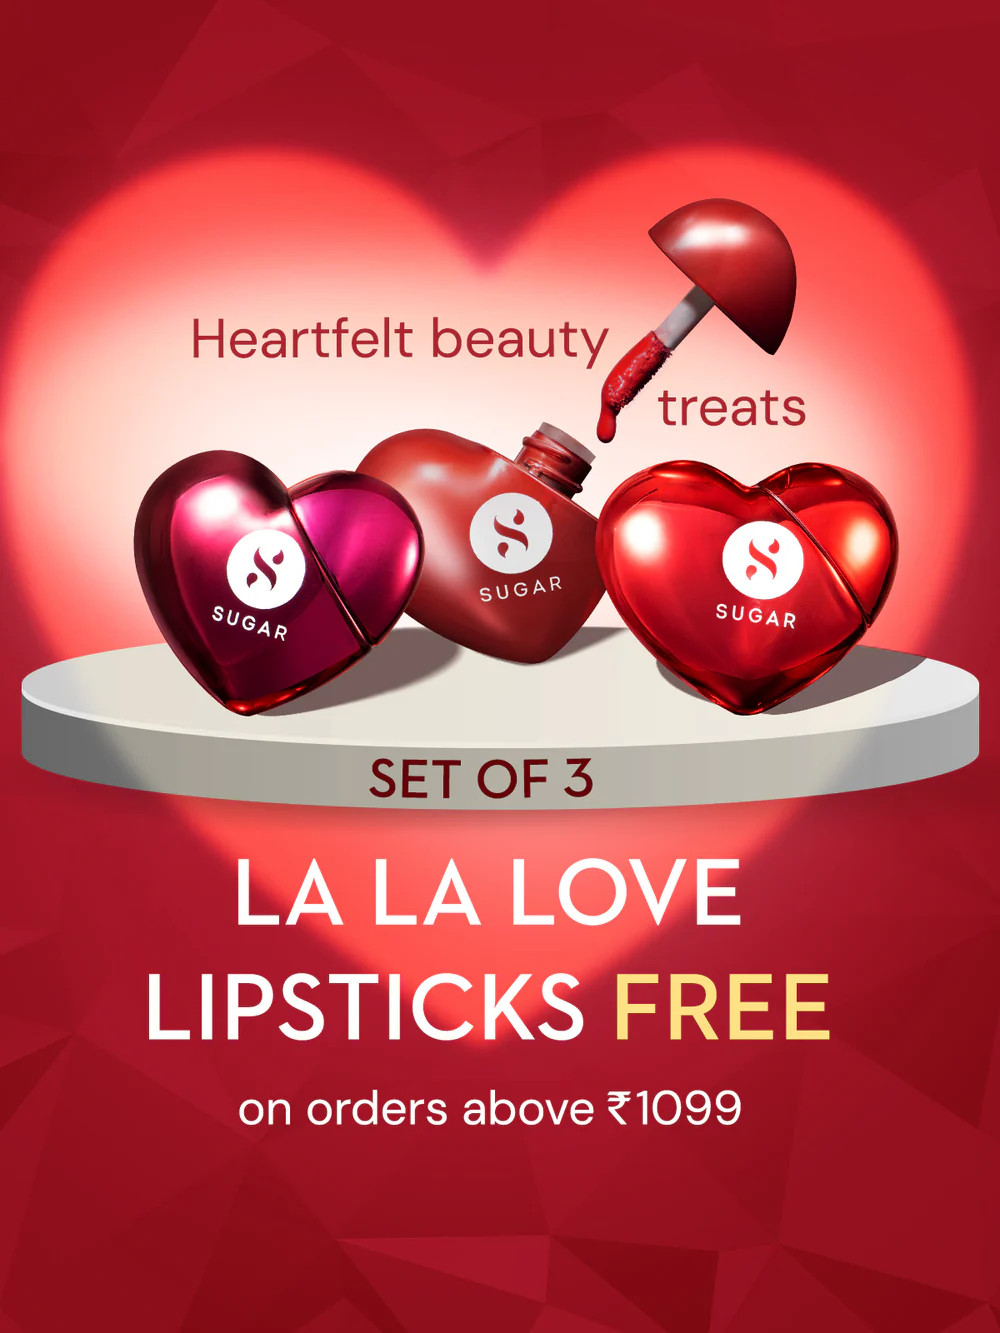 Heartfelt beauty
treats
SUGAR
SUGAR
SUGAR
SET OF 3
LA LA LOVE
LIPSTICKS FREE
on orders above ₹1099